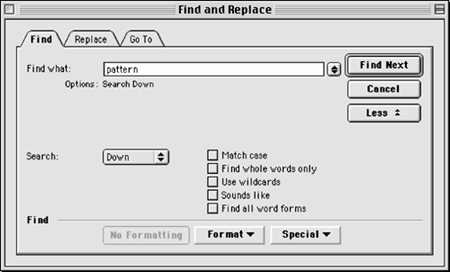 Find and Replace
Find Replace Go To
Find what: pattern Find Next
Options: Search Down
Cancel
Less
Search: Down Match case
Find whole words only
Use wildcards
Sounds like
Find all word forms
Find
No Formatting Format Special